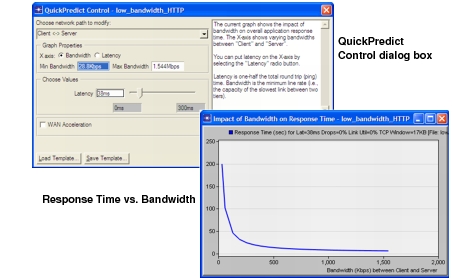 QuickPredict Control - low_bandwidth_HTTP
Choose network path to modify:
Client <-> Server
Graph Properties
X axis: Bandwidth Latency
Min Bandwidth 28.8Kbps Max Bandwidth 1.544Mbps
Choose Values
Latency 38ms
0ms 300ms
WAN Acceleration
Load Template... Save Template...
The current graph shows the impact of
bandwidth on overall application response
time. The X-axis shows varying bandwidths
between "Client" and "Server".
You can put latency on the X-axis by
selecting the "Latency" radio button.
Latency is one-half the total round trip (ping)
time. Bandwidth is the minimum line rate (i.e.,
the capacity of the slowest link between two
tiers).
QuickPredict
Control dialog box
Response Time vs. Bandwidth
Impact of Bandwidth on Response Time - low_bandwidth_HTTP
Response Time (sec) for Lat=38ms Drops=0% Link Util=0% TCP Window=17KB [File: low
250
200
150
100
50
0
0 500 1,000 1,500 2,000
Bandwidth (Kbps) between Client and Server